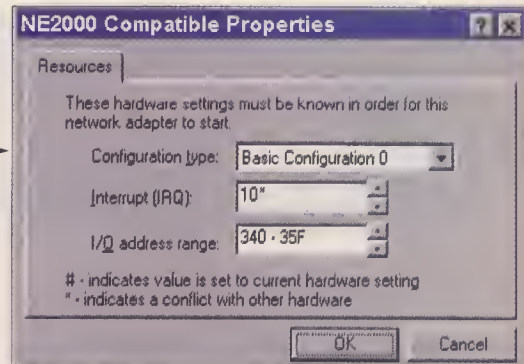 NE2000 Compatible Properties
Resources
These hardware settings must be known in order for this
network adapter to start.
Configuration type: Basic Configuration 0
Interrupt (IRQ): 10*
I/O address range: 340 - 35F
# - indicates value is set to current hardware setting
* - indicates a conflict with other hardware
OK Cancel